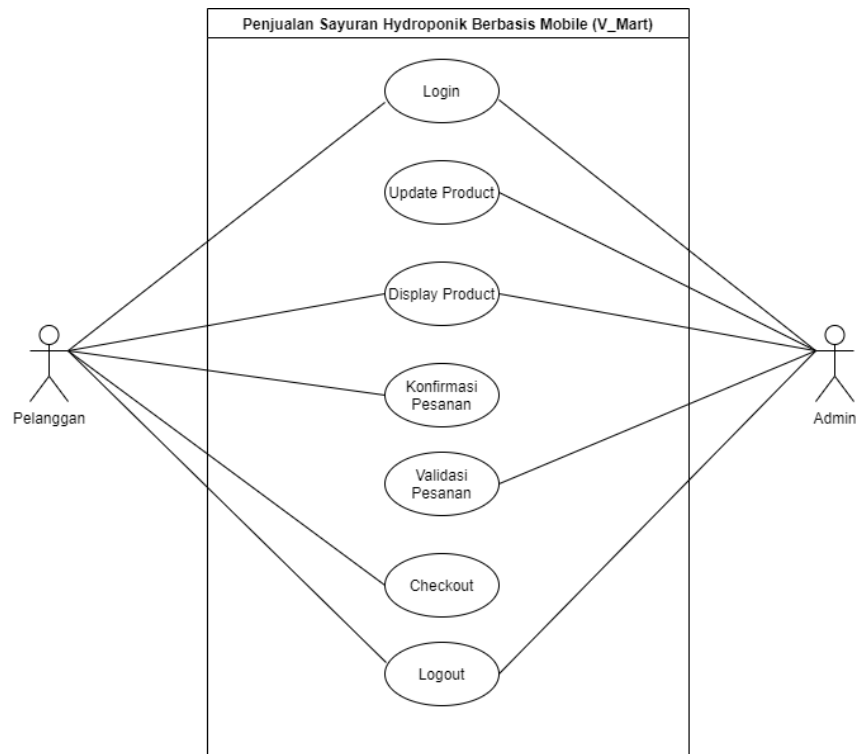 Penjualan Sayuran Hydroponik Berbasis Mobile (V_Mart)
Login
Update Product
Display Product
Konfirmasi
Pesanan
Pelanggan
Admin
Validasi
Pesanan
Checkout
Logout